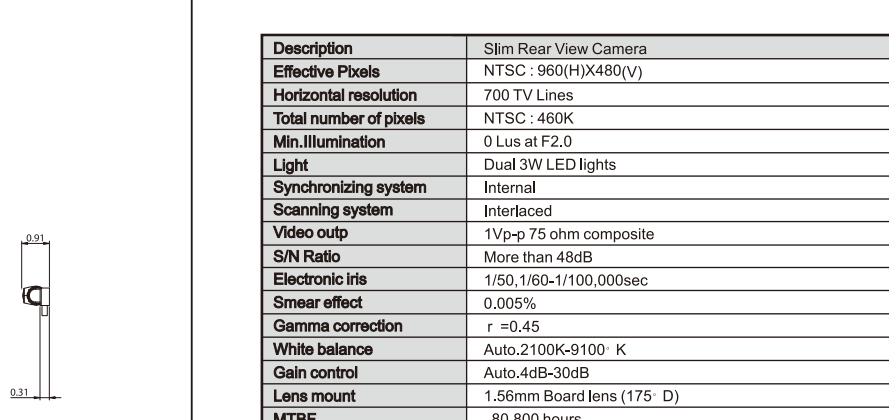 Description Slim Rear View Camera
Effective Pixels NTSC : 960(H)X480(V)
Horizontal resolution 700 TV Lines
Total number of pixels NTSC : 460K
Min.Illumination 0 Lus at F2.0
Light Dual 3W LED lights
Synchronizing system Internal
Scanning system Interlaced
Video outp 1Vp-p 75 ohm composite
S/N Ratio More than 48dB
Electronic iris 1/50,1/60-1/100,000sec
Smear effect 0.005%
Gamma correction r =0.45
White balance Auto.2100K-9100° K
Gain control Auto.4dB-30dB
Lens mount 1.56mm Board lens (175° D)
MTBF 80,800 hours
0.91
0.31